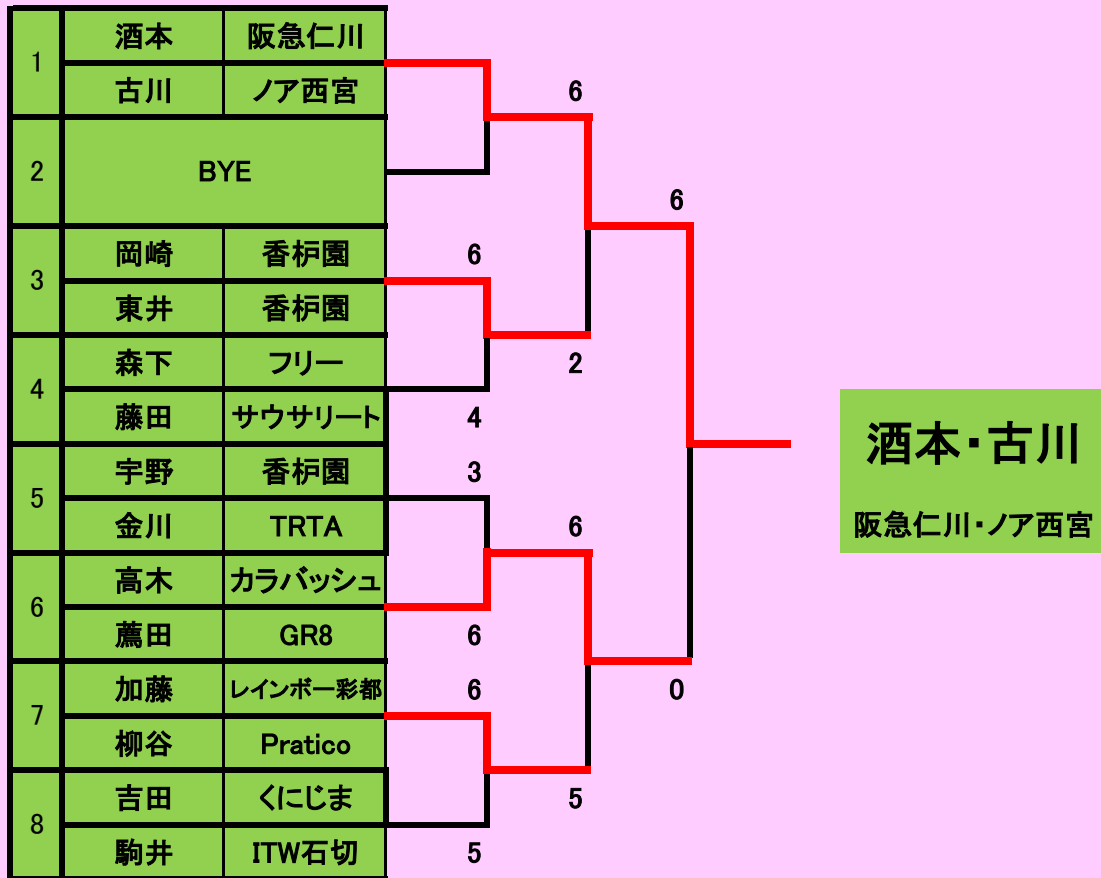 1
酒本 阪急仁川
古川 ノア西宮
6
2
BYE
6
3
岡崎 香枦園
6
東井 香枦園
2
4
森下 フリー
藤田 サウサリート
4
5
宇野 香枦園
3
金川 TRTA
6
6
高木 カラバッシュ
薦田 GR8
6
0
7
加藤 レインボー彩都
6
柳谷 Pratico
5
8
吉田 くにじま
駒井 ITW石切
5
酒本・古川
阪急仁川・ノア西宮